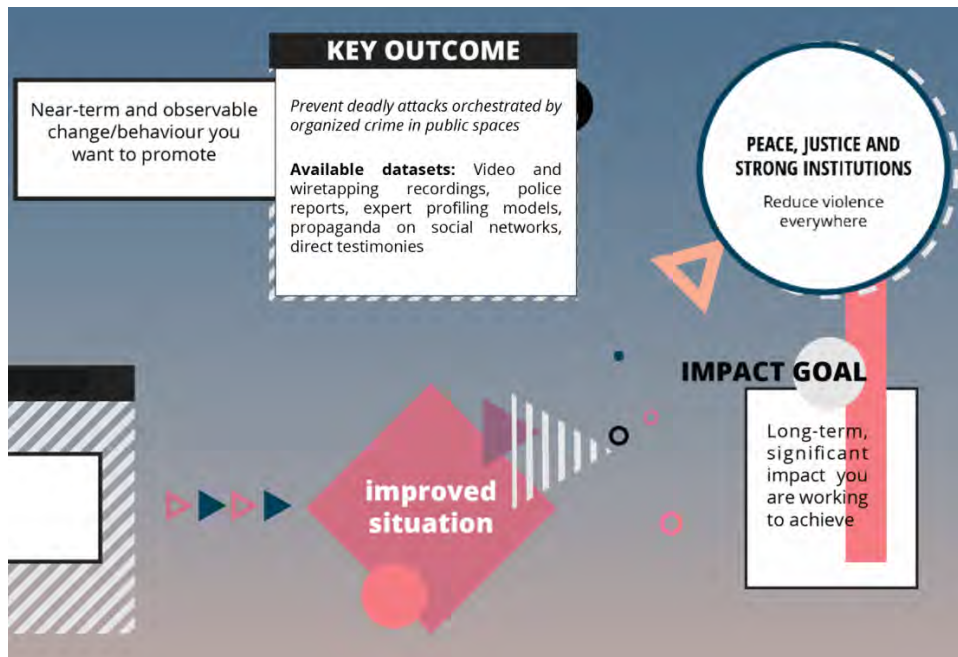 KEY OUTCOME
Near-term and observable
change/behaviour you
want to promote
Prevent deadly attacks orchestrated by
organized crime in public spaces
Available datasets: Video and
wiretapping recordings, police
reports, expert profiling models,
propaganda on social networks,
direct testimonies
PEACE, JUSTICE AND
STRONG INSTITUTIONS
Reduce violence
everywhere
IMPACT GOAL
Long-term,
significant
impact you
are working
to achieve
improved
situation